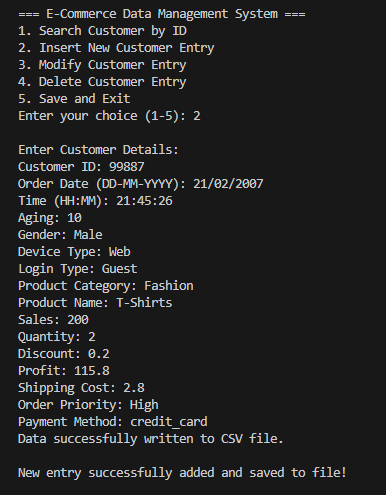 === E-Commerce Data Management System ===
1. Search Customer by ID
2. Insert New Customer Entry
3. Modify Customer Entry
4. Delete Customer Entry
5. Save and Exit
Enter your choice (1-5): 2
Enter Customer Details:
Customer ID: 99887
Order Date (DD-MM-YYYY): 21/02/2007
Time (HH:MM): 21:45:26
Aging: 10
Gender: Male
Device Type: Web
Login Type: Guest
Product Category: Fashion
Product Name: T-Shirts
Sales: 200
Quantity: 2
Discount: 0.2
Profit: 115.8
Shipping Cost: 2.8
Order Priority: High
Payment Method: credit_card
Data successfully written to CSV file.
New entry successfully added and saved to file!